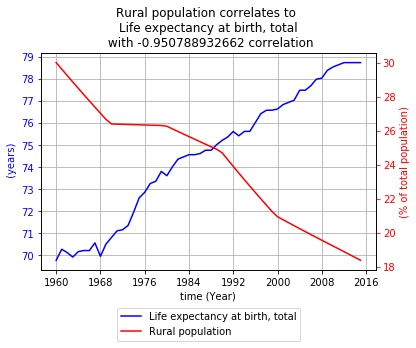 Rural population correlates to
Life expectancy at birth, total
with -0.950788932662 correlation
79
78
77
76
75
74
73
72
71
70
(years)
30
28
26
24
22
20
18
(% of total population)
1960 1968 1976 1984 1992 2000 2008 2016
time (Year)
Life expectancy at birth, total
Rural population